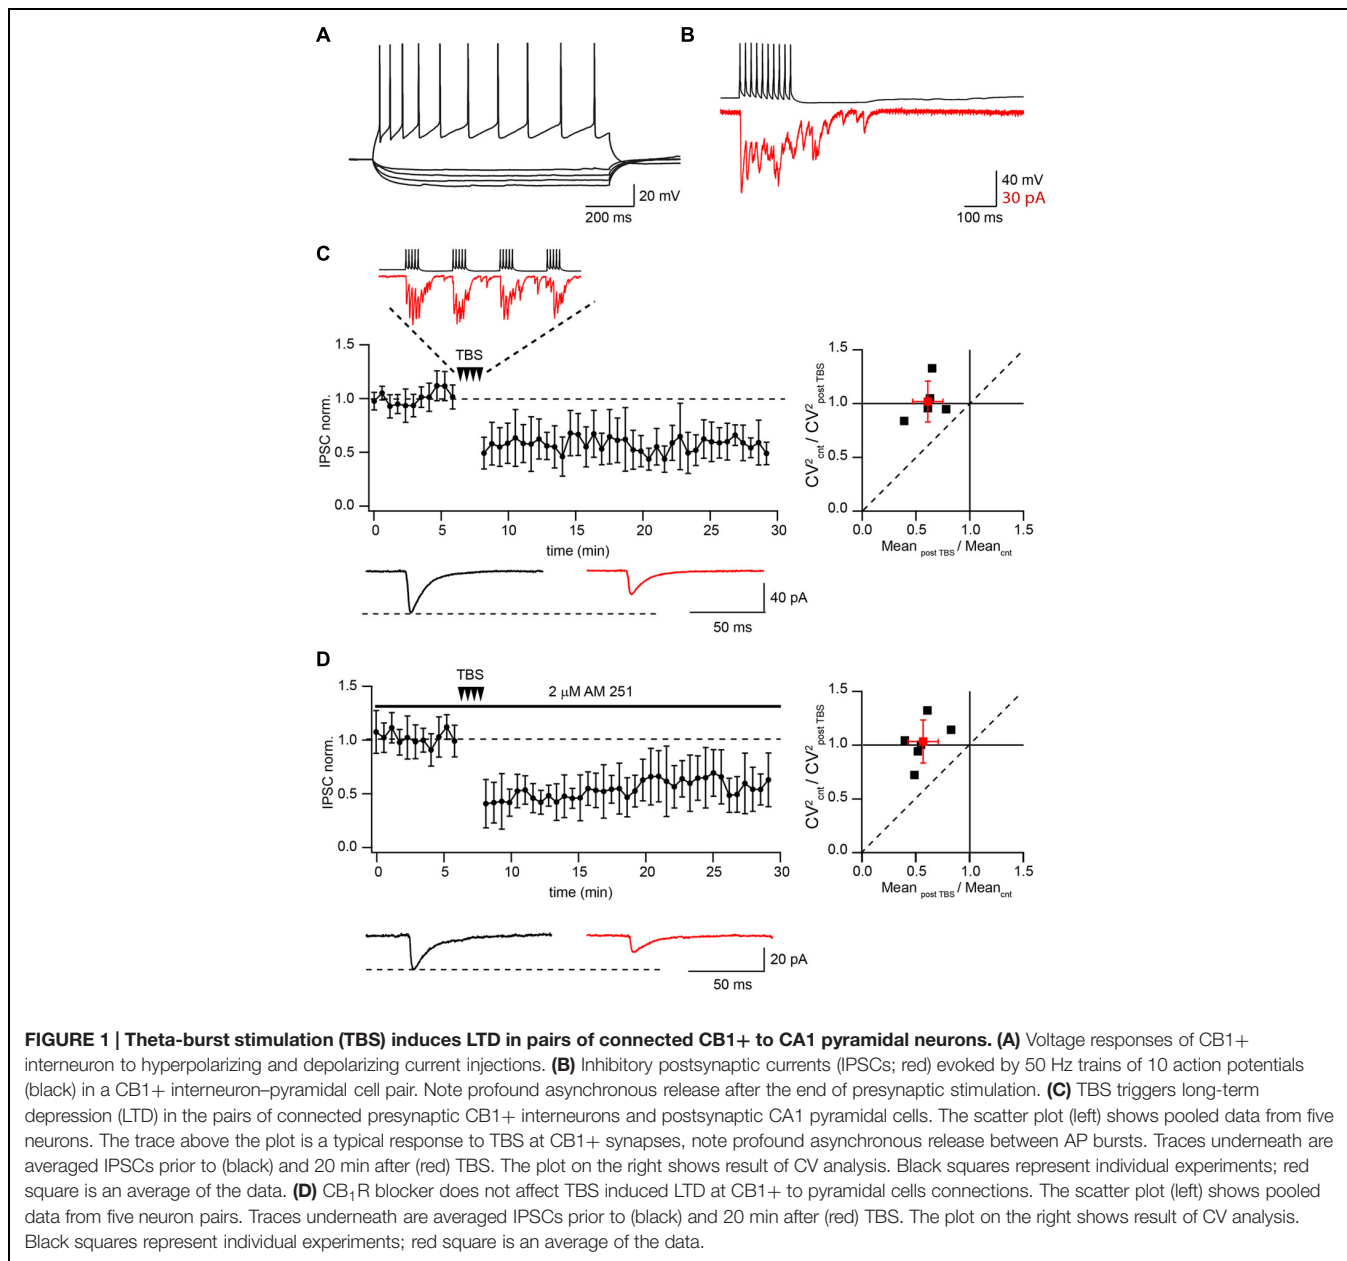 A
B
20 mV
200 ms
40 mV
30 pA
100 ms
C
TBS
1.5
1.0
0.5
0.0
IPSC norm.
0 5 10 15 20 25 30
time (min)
1.5
1.0
0.5
0.0
CV²cnt / CV²post TBS
0.0 0.5 1.0 1.5
Mean post TBS / Meancnt
40 pA
50 ms
D
TBS
2 μM AM 251
1.5
1.0
0.5
0.0
IPSC norm.
0 5 10 15 20 25 30
time (min)
1.5
1.0
0.5
0.0
CV²cnt / CV²post TBS
0.0 0.5 1.0 1.5
Mean post TBS / Meancnt
20 pA
50 ms
FIGURE 1 | Theta-burst stimulation (TBS) induces LTD in pairs of connected CB1+ to CA1 pyramidal neurons. (A) Voltage responses of CB1+
interneuron to hyperpolarizing and depolarizing current injections. (B) Inhibitory postsynaptic currents (IPSCs; red) evoked by 50 Hz trains of 10 action potentials
(black) in a CB1+ interneuron–pyramidal cell pair. Note profound asynchronous release after the end of presynaptic stimulation. (C) TBS triggers long-term
depression (LTD) in the pairs of connected presynaptic CB1+ interneurons and postsynaptic CA1 pyramidal cells. The scatter plot (left) shows pooled data from five
neurons. The trace above the plot is a typical response to TBS at CB1+ synapses, note profound asynchronous release between AP bursts. Traces underneath are
averaged IPSCs prior to (black) and 20 min after (red) TBS. The plot on the right shows result of CV analysis. Black squares represent individual experiments; red
square is an average of the data. (D) CB₁R blocker does not affect TBS induced LTD at CB1+ to pyramidal cells connections. The scatter plot (left) shows pooled
data from five neuron pairs. Traces underneath are averaged IPSCs prior to (black) and 20 min after (red) TBS. The plot on the right shows result of CV analysis.
Black squares represent individual experiments; red square is an average of the data.